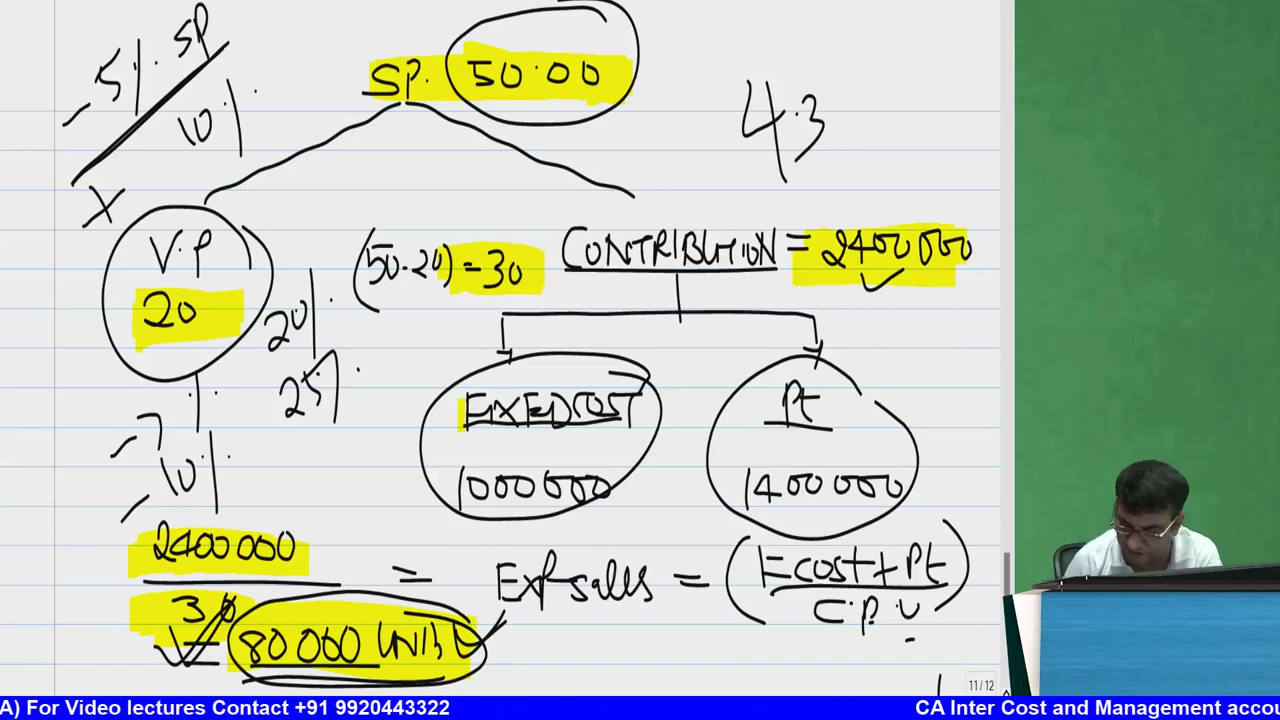 -5% SP
10%
X
SP. 50.00
4.3
V.P
20
20%
25%
(50-20) = 30
CONTRIBUTION = 2400000
FIXED COST
1000000
Pt
1400000
-7
-10%
2400000
30
= Exp sales = (F cost + Pt
C.P.U)
= 80000 UNITS
11/12
A) For Video lectures Contact +91 9920443322
CA Inter Cost and Management accou